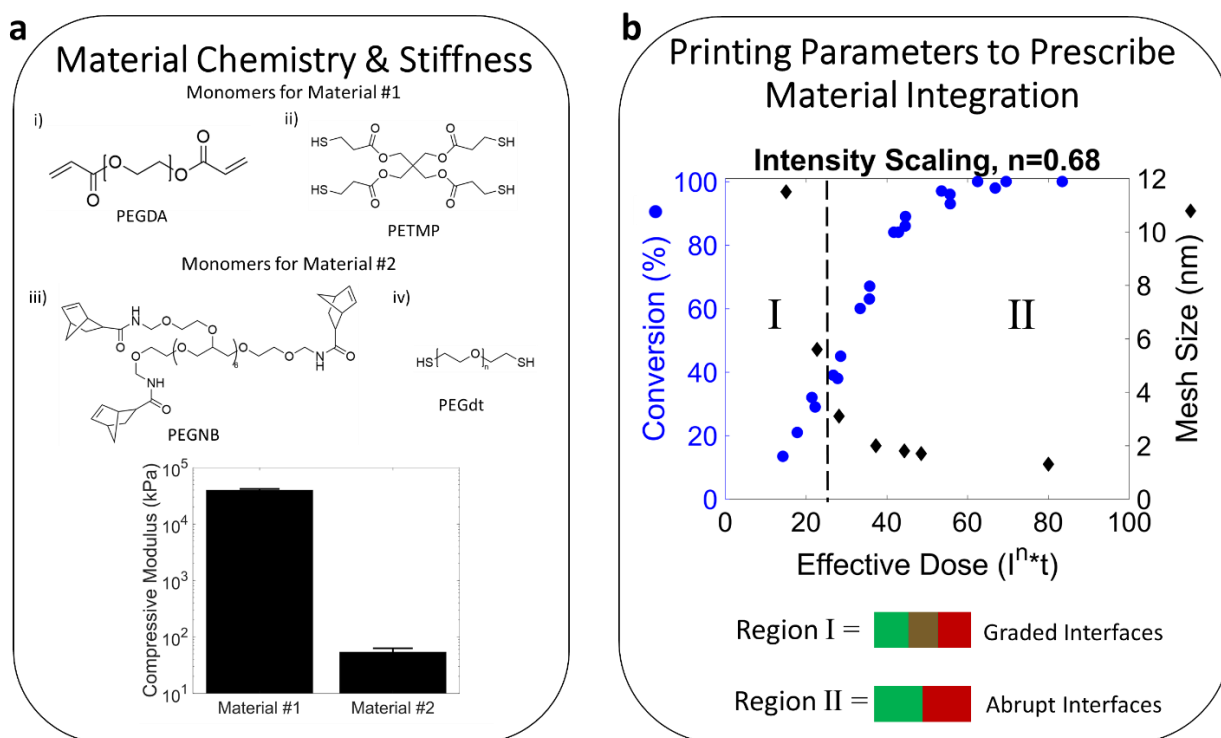 a
Material Chemistry & Stiffness
Monomers for Material #1
i)
O
O
O
O
PEGDA
ii)
HS
O
O
SH
O
O
O
O
HS
O
O
SH
PETMP
Monomers for Material #2
iii)
H
N
O
O
O
O
O
O
O
N
H
O
O
n
NH
O
PEGNB
iv)
HS
O
n
SH
PEGdt
Compressive Modulus (kPa)
10^5
10^4
10^3
10^2
10^1
Material #1 Material #2
b
Printing Parameters to Prescribe
Material Integration
Intensity Scaling, n=0.68
Conversion (%)
100
80
60
40
20
0
I
II
12
10
8
6
4
2
0
Mesh Size (nm)
0 20 40 60 80 100
Effective Dose (I^n*t)
Region I = Graded Interfaces
Region II = Abrupt Interfaces